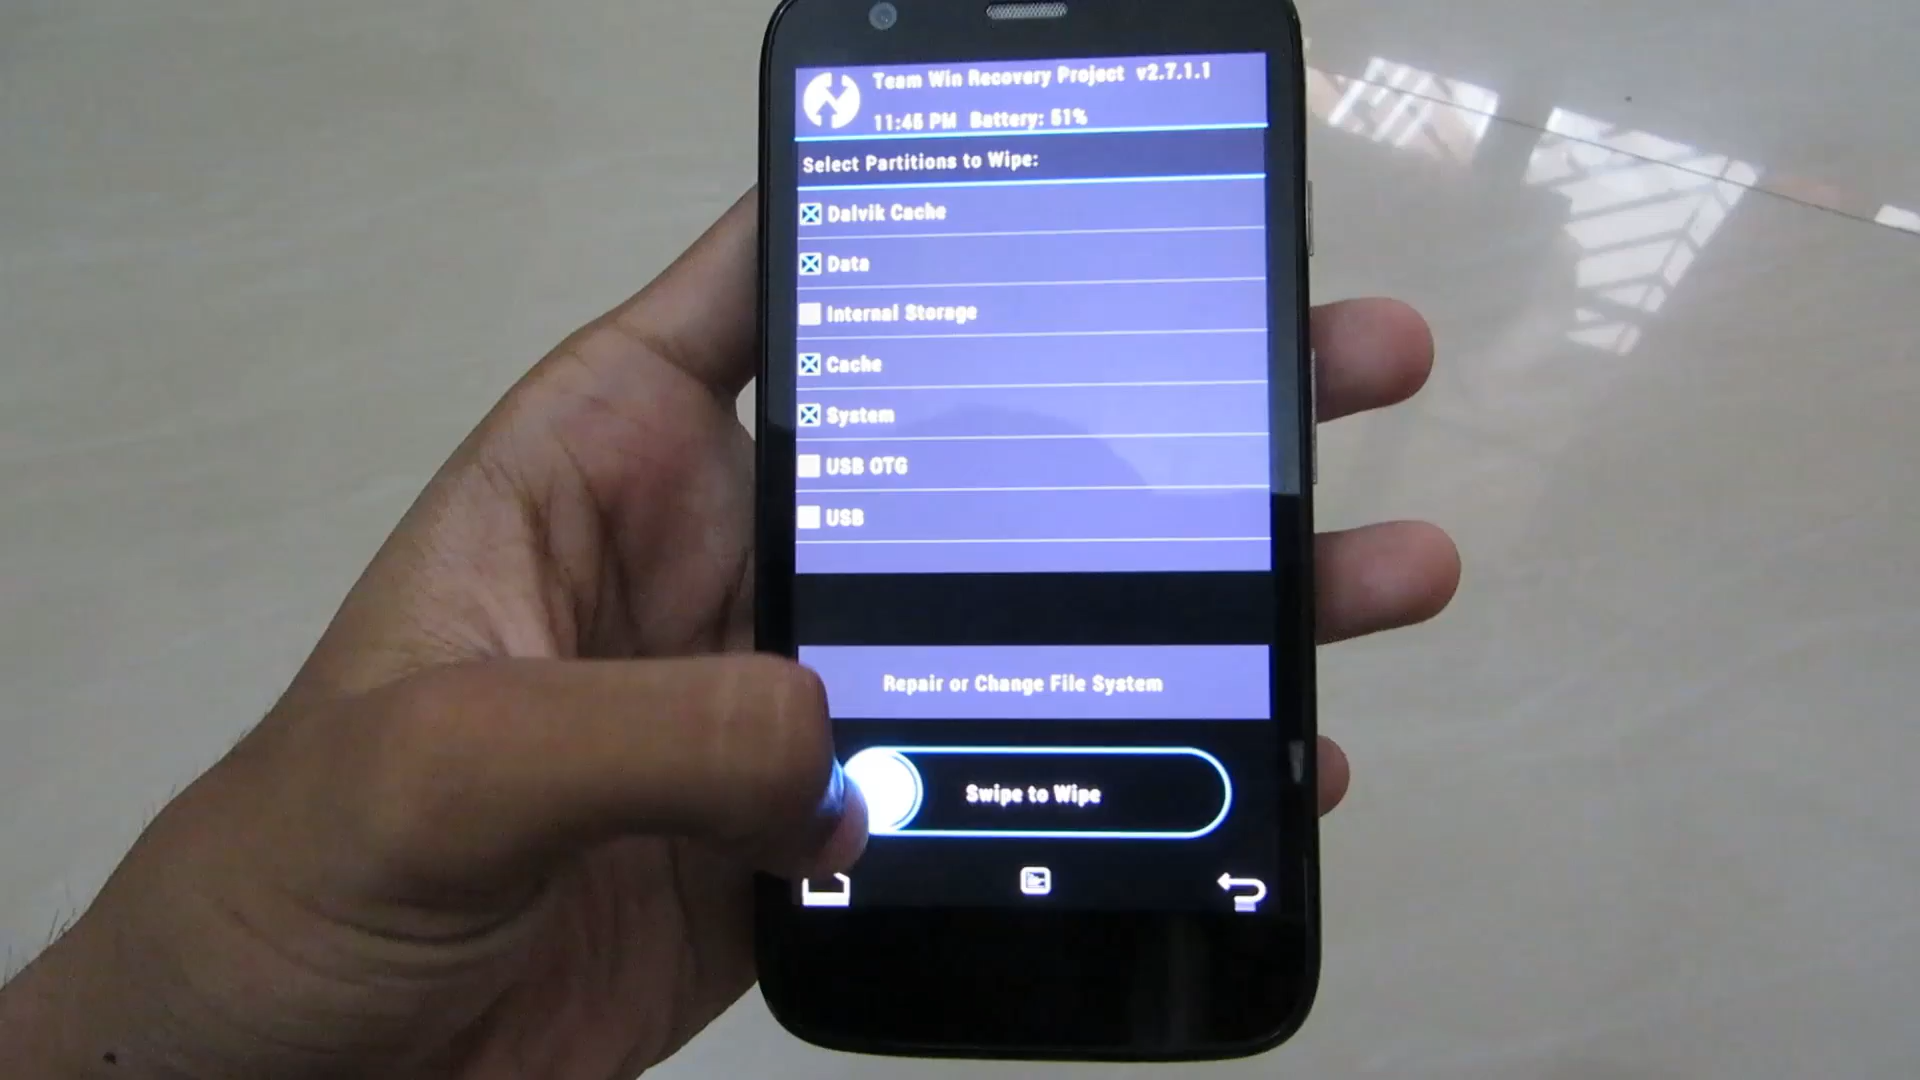 Team Win Recovery Project v2.7.1.1
11:45 PM Battery: 51%
Select Partitions to Wipe:
Dalvik Cache
Data
Internal Storage
Cache
System
USB OTG
USB
Repair or Change File System
Swipe to Wipe